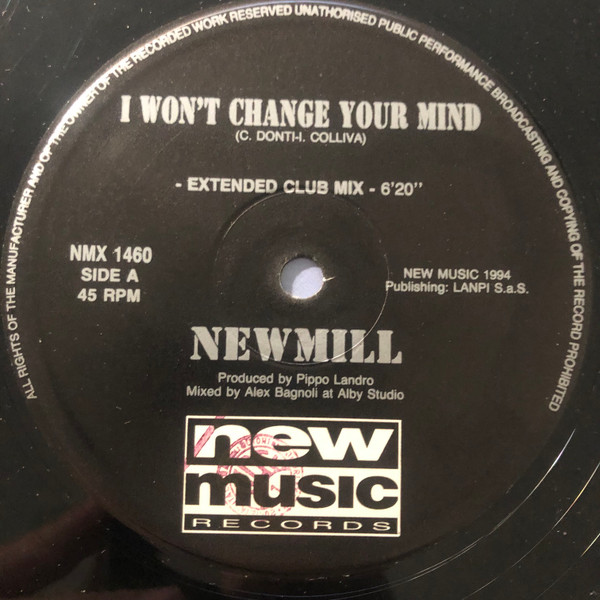 ALL RIGHTS OF THE MANUFACTURER AND OF THE OWNER OF THE RECORDED WORK RESERVED UNATHORISED PUBLIC PERFORMANCE BROADCASTING AND COPYING OF THE RECORD PROHIBITED
I WON'T CHANGE YOUR MIND
(C. DONTI-I. COLLIVA)
- EXTENDED CLUB MIX - 6'20"
NMX 1460
SIDE A
45 RPM
NEW MUSIC 1994
Publishing: LANPI S.a.S.
NEWMILL
Produced by Pippo Landro
Mixed by Alex Bagnoli at Alby Studio
new
music
RECORDS